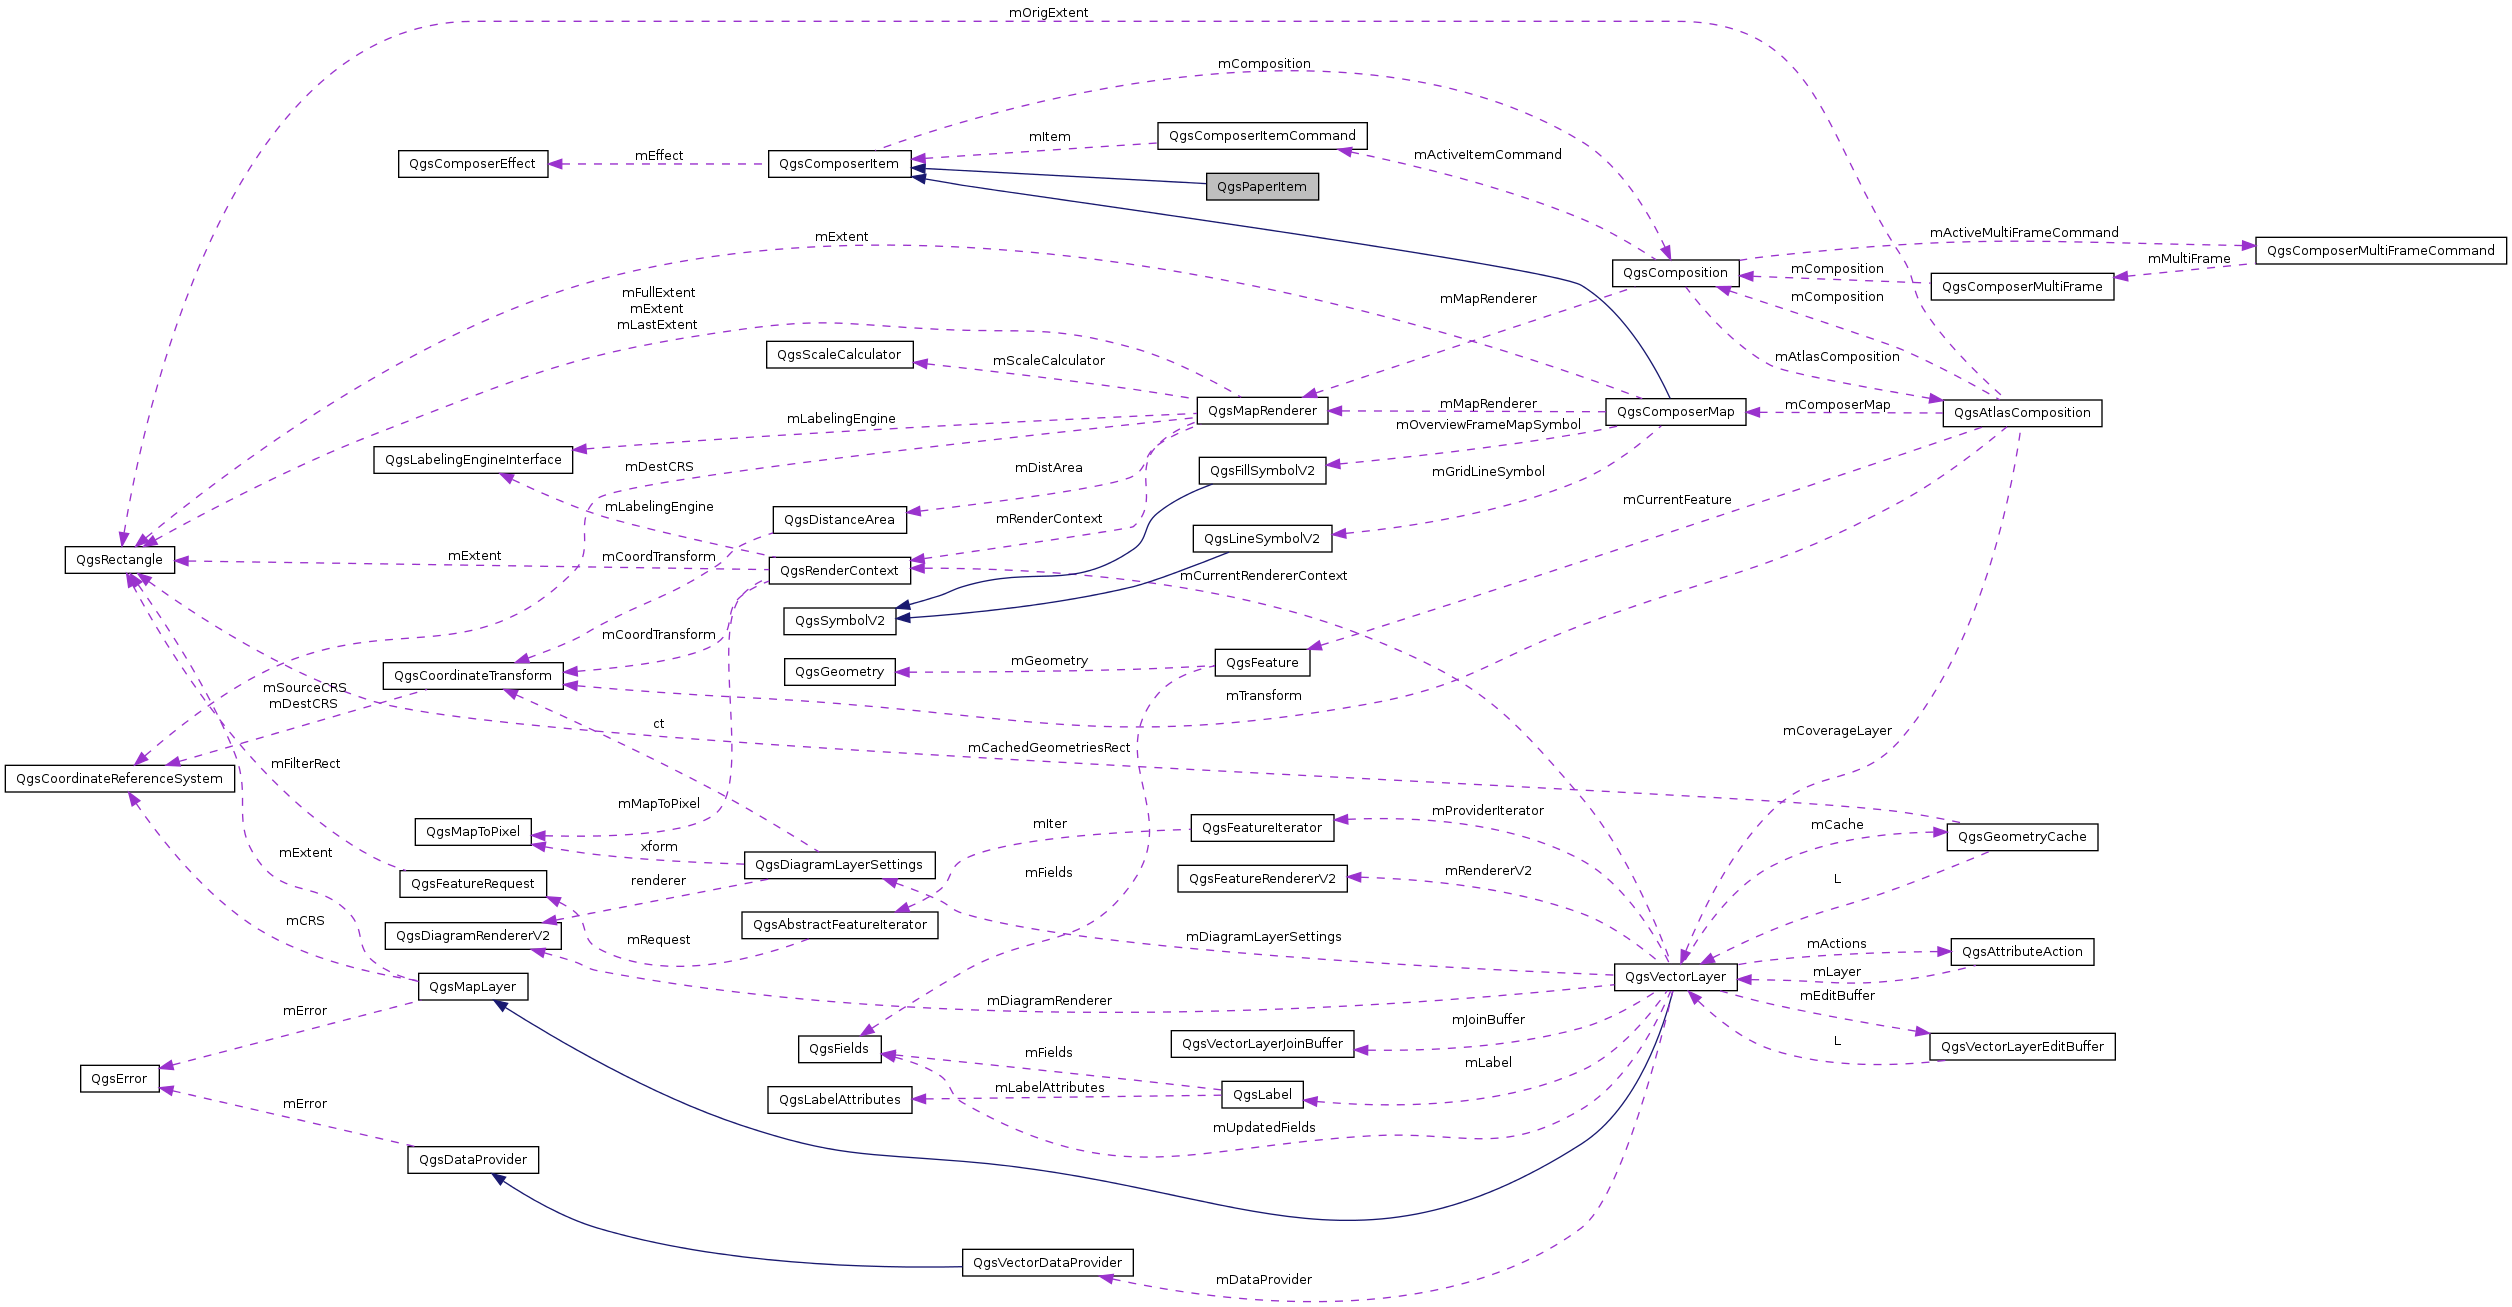 mOrigExtent
mComposition
QgsComposerItemCommand
mItem
mEffect
mActiveItemCommand
QgsComposerEffect
QgsComposerItem
QgsPaperItem
mExtent
mActiveMultiFrameCommand
QgsComposerMultiFrameCommand
mMultiFrame
mComposition
QgsComposition
QgsComposerMultiFrame
mComposition
mFullExtent
mExtent
mLastExtent
mMapRenderer
QgsScaleCalculator
mScaleCalculator
mAtlasComposition
mMapRenderer
mComposerMap
QgsMapRenderer
QgsComposerMap
QgsAtlasComposition
mLabelingEngine
mOverviewFrameMapSymbol
QgsLabelingEngineInterface
mDestCRS
mDistArea
QgsFillSymbolV2
mGridLineSymbol
mCurrentFeature
mLabelingEngine
QgsDistanceArea
mRenderContext
QgsLineSymbolV2
QgsRectangle
mExtent
mCoordTransform
QgsRenderContext
mCurrentRendererContext
QgsSymbolV2
mCoordTransform
mGeometry
QgsFeature
QgsCoordinateTransform
QgsGeometry
mSourceCRS
mDestCRS
mTransform
ct
mCoverageLayer
mCachedGeometriesRect
mFilterRect
QgsCoordinateReferenceSystem
mMapToPixel
mProviderIterator
mIter
mCache
QgsMapToPixel
QgsFeatureIterator
QgsGeometryCache
xform
mExtent
QgsDiagramLayerSettings
mFields
mRendererV2
L
QgsFeatureRequest
renderer
QgsFeatureRendererV2
mCRS
QgsDiagramRendererV2
mRequest
QgsAbstractFeatureIterator
mDiagramLayerSettings
mActions
QgsAttributeAction
mLayer
QgsVectorLayer
QgsMapLayer
mDiagramRenderer
mEditBuffer
mError
mJoinBuffer
QgsFields
QgsVectorLayerJoinBuffer
L
QgsVectorLayerEditBuffer
mFields
mLabel
QgsError
mLabelAttributes
QgsLabelAttributes
QgsLabel
mError
mUpdatedFields
QgsDataProvider
QgsVectorDataProvider
mDataProvider